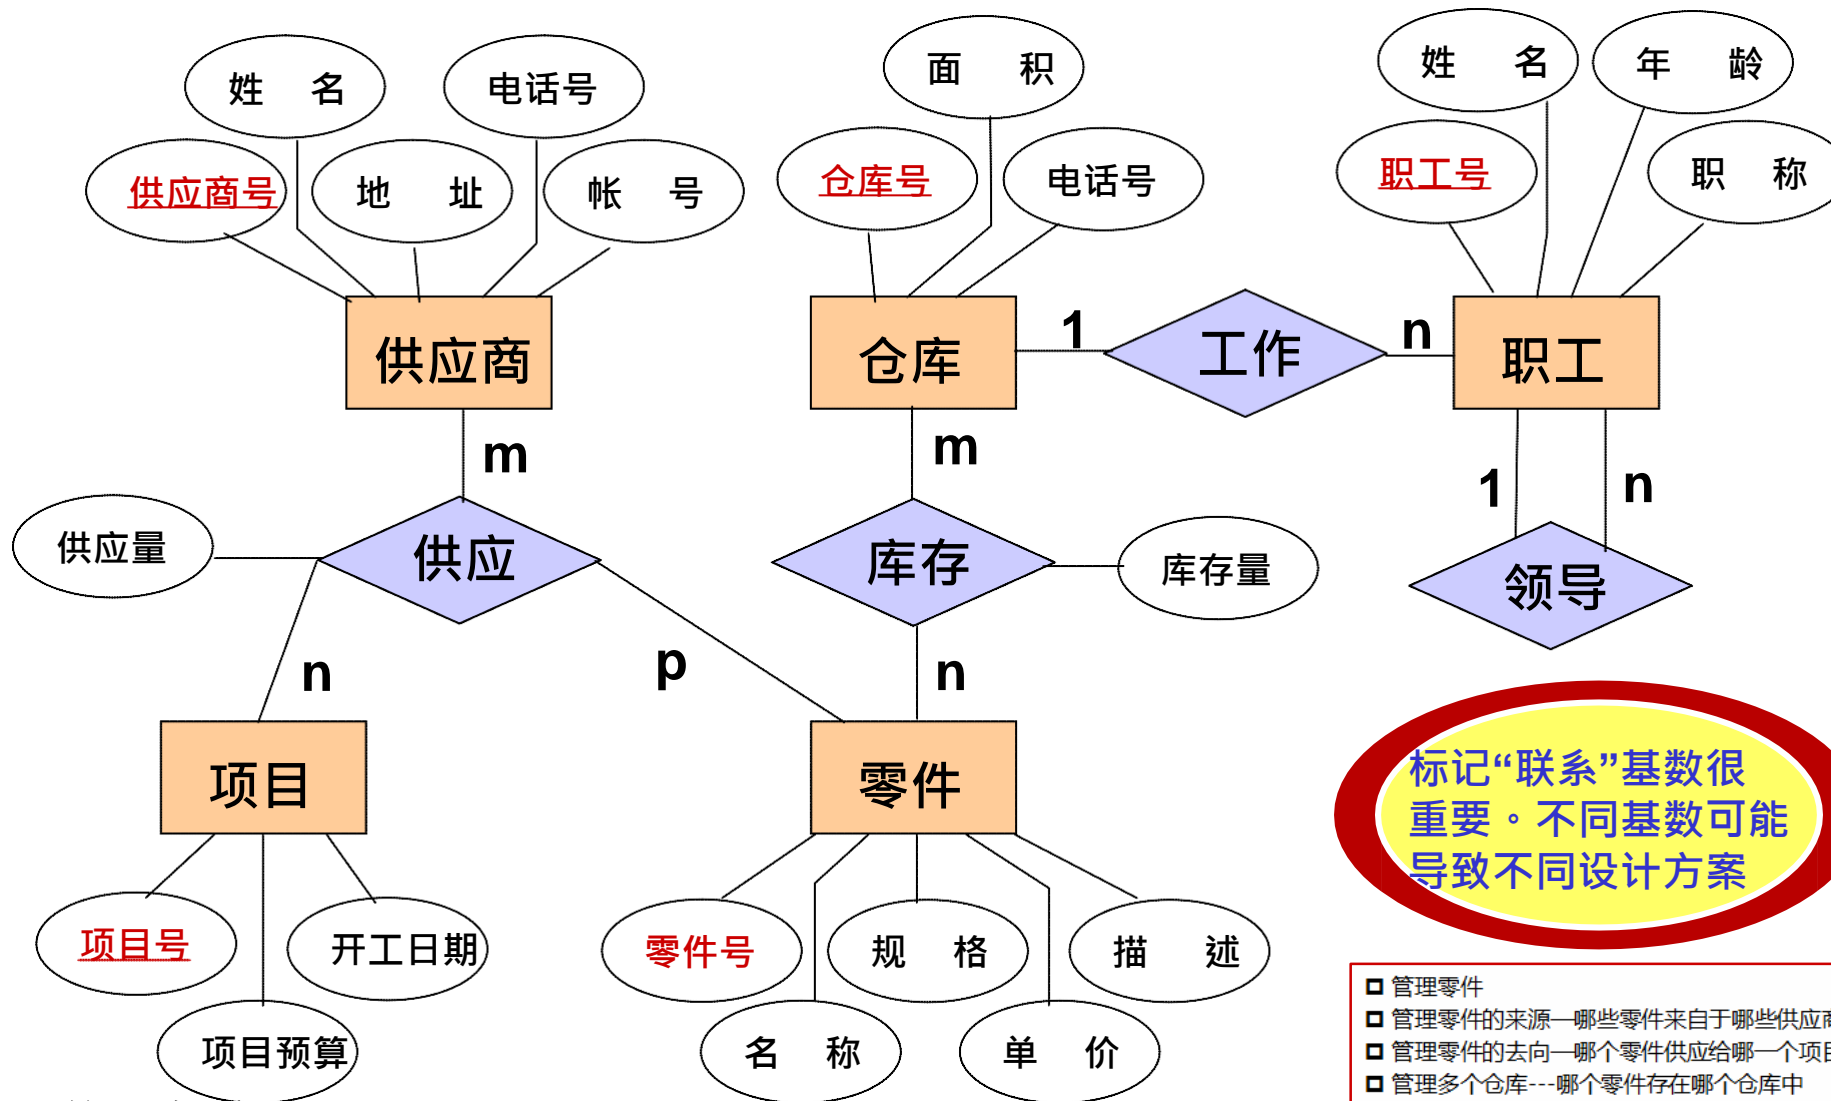 姓 名
电话号
供应商号
地 址
帐 号
面 积
仓库号
电话号
姓 名
年 龄
职工号
职 称
供应商
仓库
1
工作
n
职工
m
m
1
n
供应量
供应
库存
库存量
领导
n
p
n
项目
零件
标记“联系”基数很
重要。不同基数可能
导致不同设计方案
项目号
开工日期
项目预算
零件号
规 格
描 述
名 称
单 价
管理零件
管理零件的来源—哪些零件来自于哪些供应商
管理零件的去向—哪个零件供应给哪一个项目
管理多个仓库---哪个零件存在哪个仓库中